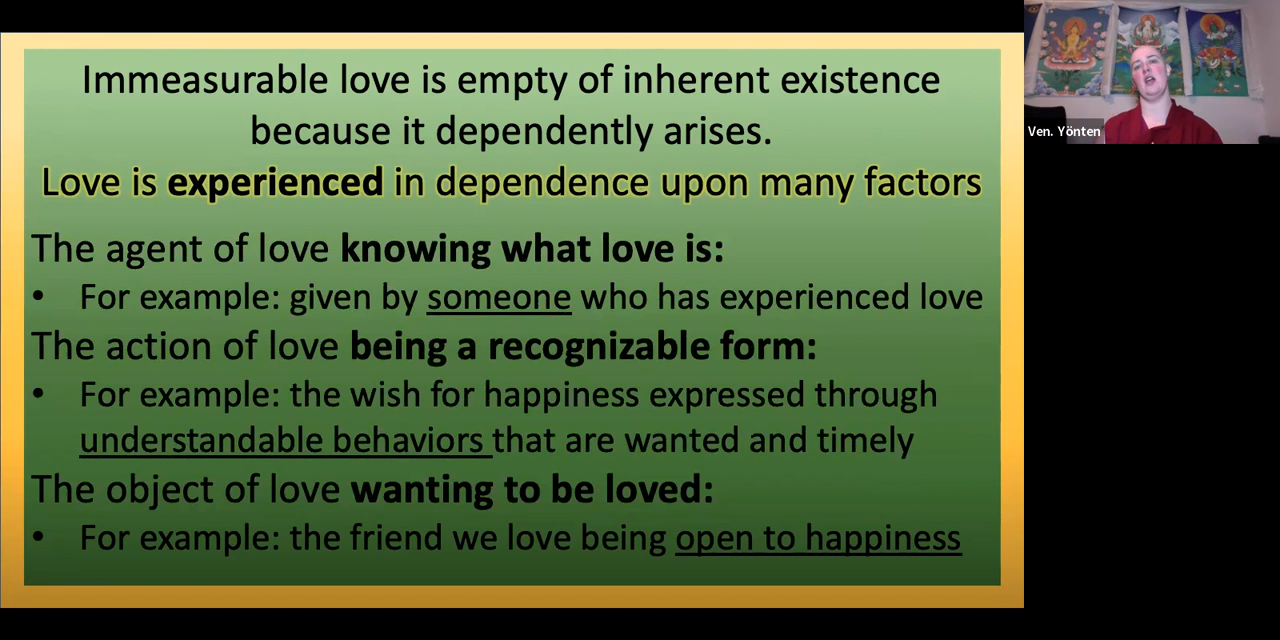 Immeasurable love is empty of inherent existence
because it dependently arises.
Love is experienced in dependence upon many factors
The agent of love knowing what love is:
• For example: given by someone who has experienced love
The action of love being a recognizable form:
• For example: the wish for happiness expressed through
understandable behaviors that are wanted and timely
The object of love wanting to be loved:
• For example: the friend we love being open to happiness
Ven. Yönten